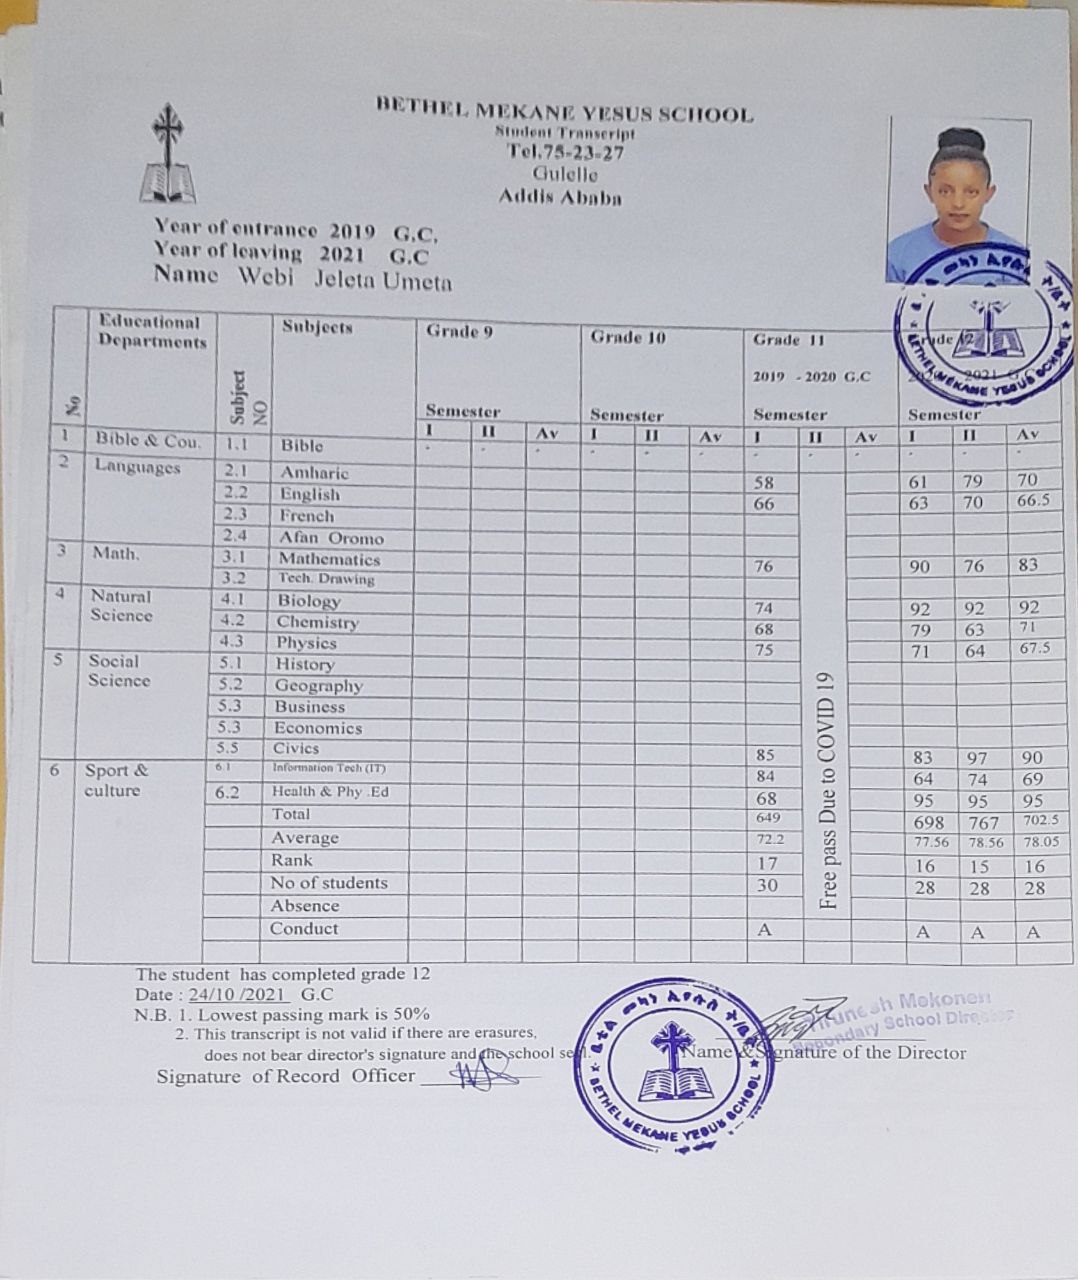 BETHEL MEKANE YESUS SCHOOL
Student Transcript
Tel.75-23-27
Gulelle
Addis Ababa
Year of entrance 2019 G.C,
Year of leaving 2021 G.C
Name Webi Jeleta Umeta
No Educational Departments Subject NO Subjects Grade 9 Grade 10 Grade 11 Grade 12
2019 - 2020 G.C 2021 G.C
Semester Semester Semester Semester
I II Av I II Av I II Av I II Av
1 Bible & Cou. 1.1 Bible - - - - - - - - - - - -
2 Languages 2.1 Amharic 58 61 79 70
2.2 English 66 63 70 66.5
2.3 French
2.4 Afan Oromo
3 Math. 3.1 Mathematics 76 90 76 83
3.2 Tech. Drawing
4 Natural Science 4.1 Biology 74 92 92 92
4.2 Chemistry 68 79 63 71
4.3 Physics 75 71 64 67.5
5 Social Science 5.1 History
5.2 Geography
5.3 Business
5.3 Economics
5.5 Civics 85 83 97 90
6 Sport & culture 6.1 Information Tech (IT) 84 64 74 69
6.2 Health & Phy .Ed 68 95 95 95
Total 649 698 767 702.5
Average 72.2 77.56 78.56 78.05
Rank 17 16 15 16
No of students 30 28 28 28
Absence
Conduct A A A A
Free pass Due to COVID 19
The student has completed grade 12
Date : 24/10 /2021 G.C
N.B. 1. Lowest passing mark is 50%
2. This transcript is not valid if there are erasures,
does not bear director's signature and the school seal.
Signature of Record Officer
Name & Signature of the Director
Mekonen
Secondary School Director
ቤተል መካነ ኢየሱስ ት/ቤት
BETHEL MEKANE YESUS SCHOOL
ቤተል መካነ ኢየሱስ ት/ቤት
BETHEL MEKANE YESUS SCHOOL